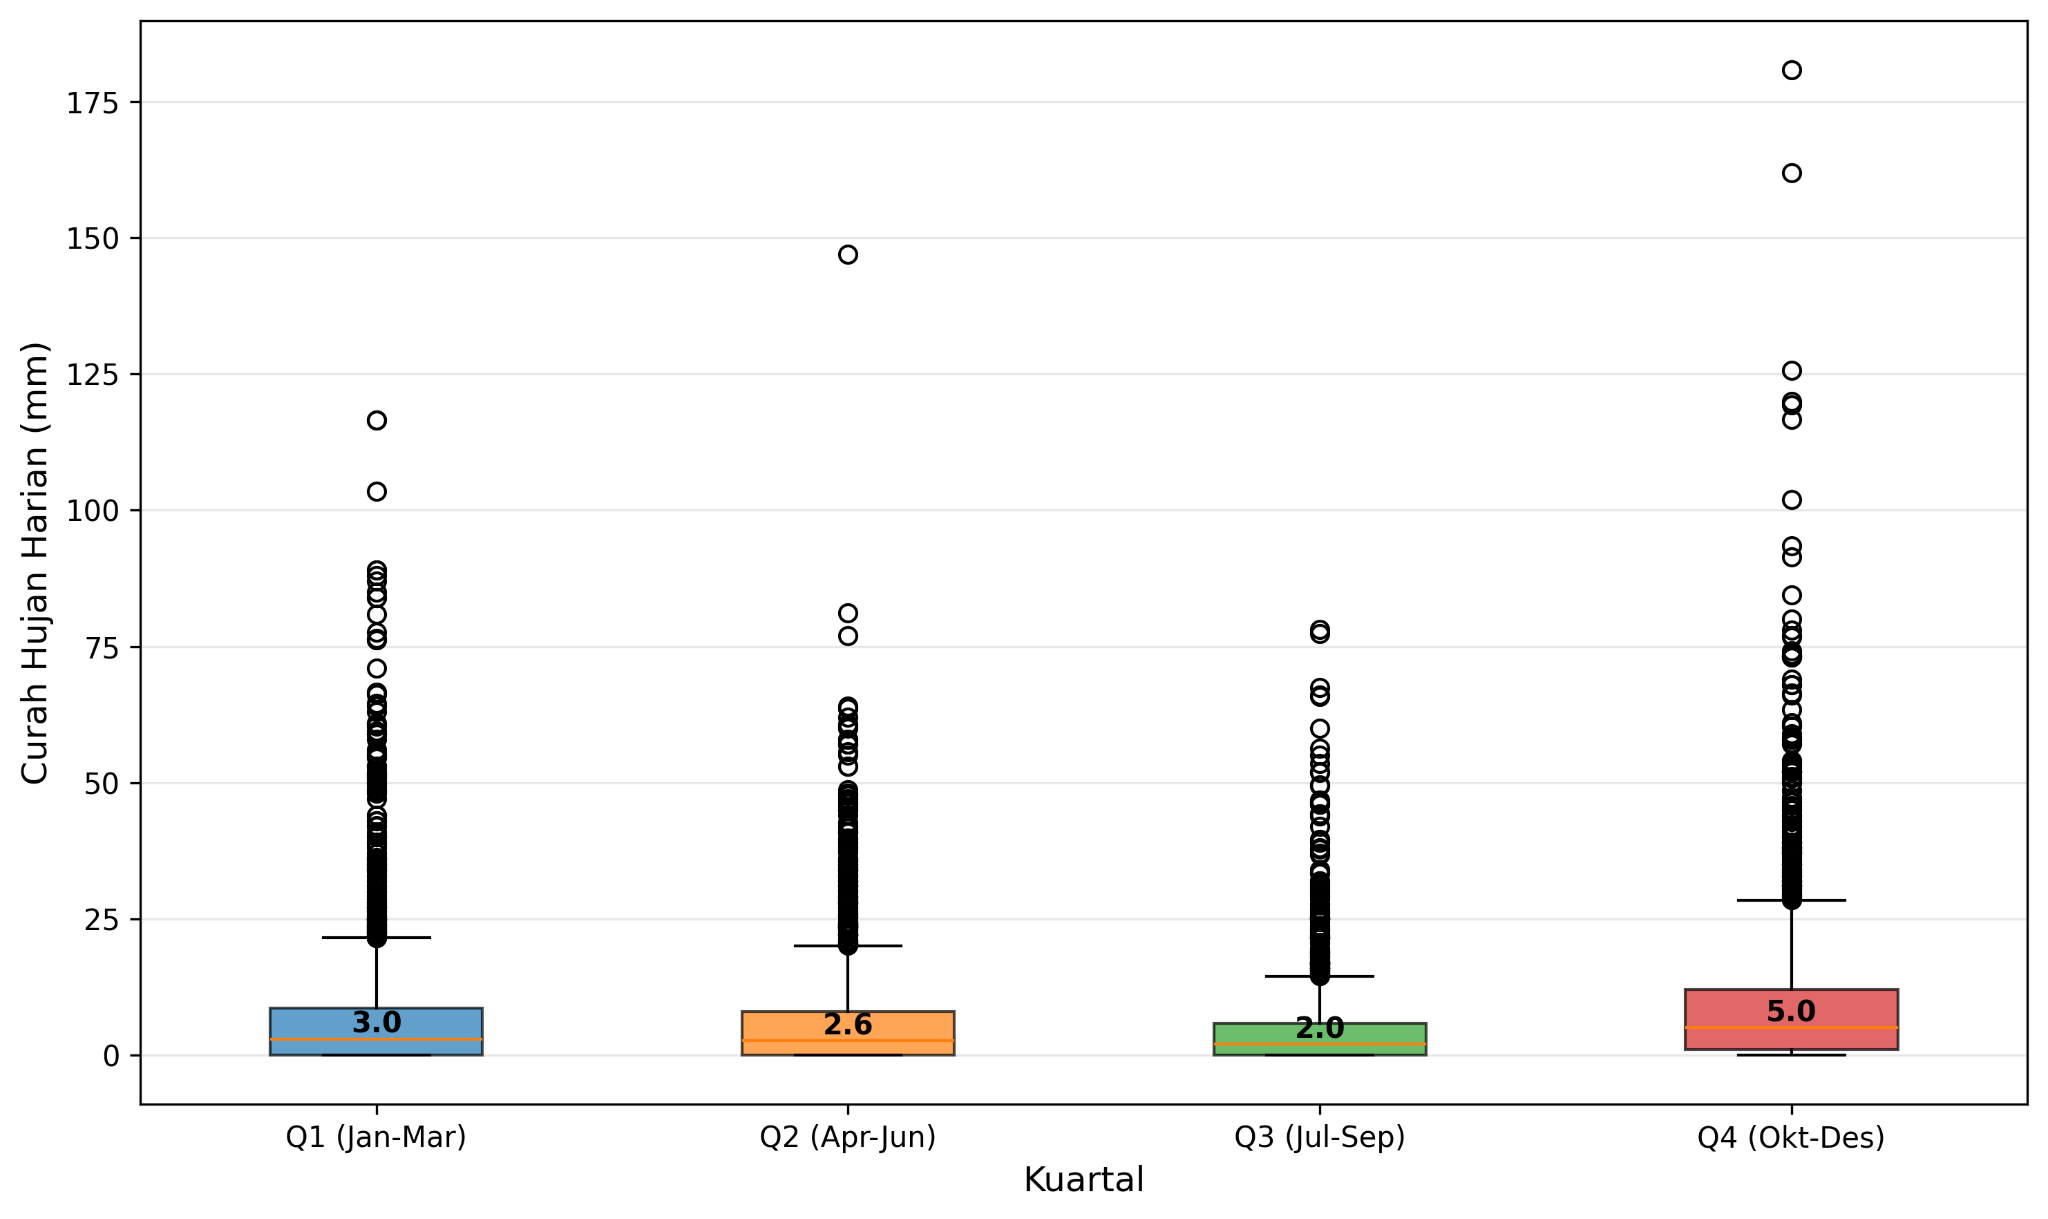 175
150
125
100
75
50
25
0
Curah Hujan Harian (mm)
3.0
2.6
2.0
5.0
Q1 (Jan-Mar)
Q2 (Apr-Jun)
Q3 (Jul-Sep)
Q4 (Okt-Des)
Kuartal